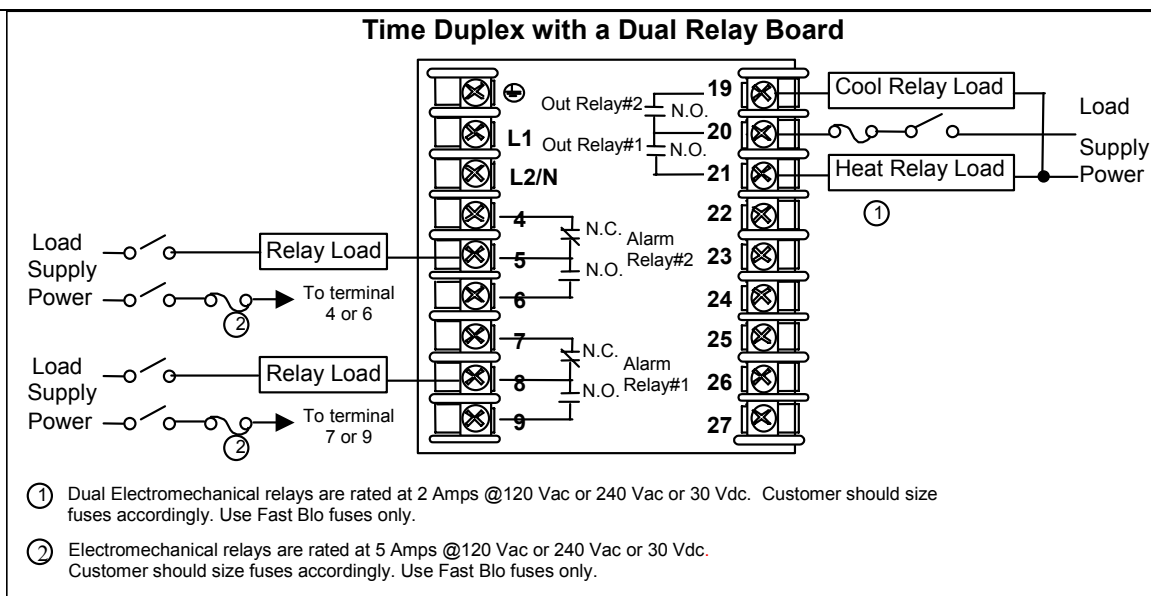 Time Duplex with a Dual Relay Board
L1
L2/N
4
5
6
7
8
9
Out Relay#2
N.O.
Out Relay#1
N.O.
19
20
21
22
23
24
25
26
27
Cool Relay Load
Heat Relay Load
Load
Supply
Power
1
N.C.
Alarm
Relay#2
N.O.
N.C.
Alarm
Relay#1
N.O.
Load
Supply
Power
Relay Load
To terminal
4 or 6
2
Load
Supply
Power
Relay Load
To terminal
7 or 9
2
1 Dual Electromechanical relays are rated at 2 Amps @120 Vac or 240 Vac or 30 Vdc. Customer should size
fuses accordingly. Use Fast Blo fuses only.
2 Electromechanical relays are rated at 5 Amps @120 Vac or 240 Vac or 30 Vdc.
Customer should size fuses accordingly. Use Fast Blo fuses only.